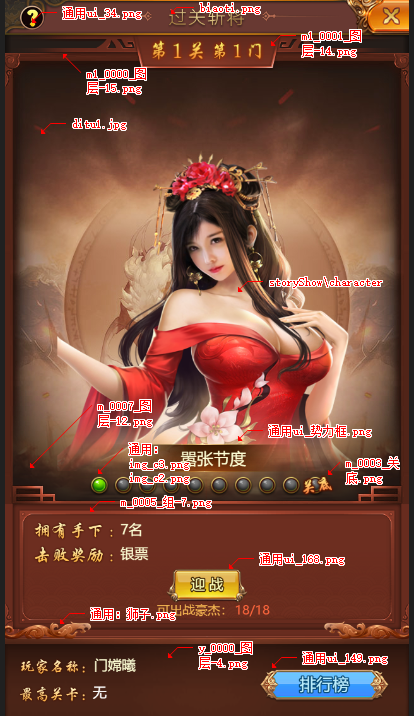 通用ui_34.png
biaoti.png
过关斩将
m1_0001_图
层-14.png
第1关 第1门
m1_0000_图
层-15.png
ditu1.jpg
storyShow\character
m_0007_图
层-12.png
通用ui_势力框.png
通用:
img_c3.png
img_c2.png
嚣张节度
m_0008_关
底.png
关底
m_0005_组-7.png
拥有手下：7名
击败奖励：银票
通用ui_168.png
迎战
可出战豪杰：18/18
通用：狮子.png
y_0000_图
层-4.png
通用ui_149.png
玩家名称：门嫦曦
排行榜
最高关卡：无